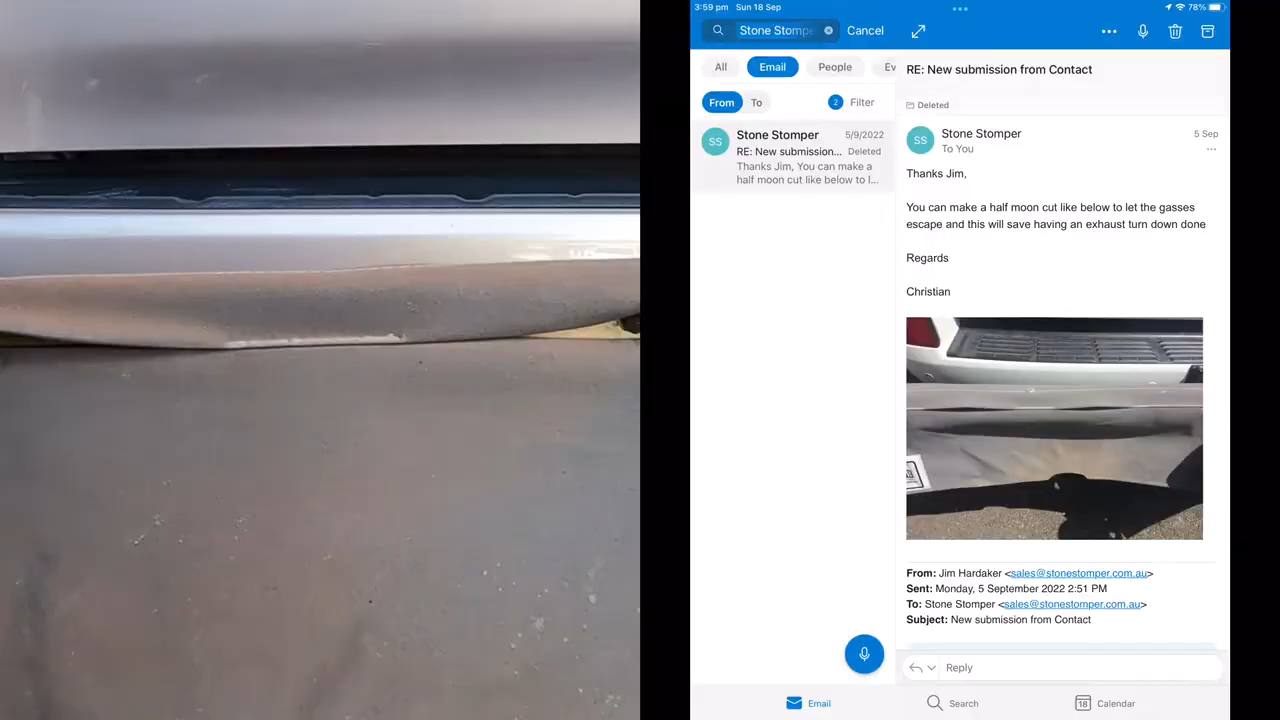 3:59 pm Sun 18 Sep
78%
Stone Stomp
Cancel
All
Email
People
Ev
From
To
2
Filter
SS
Stone Stomper
5/9/2022
RE: New submission...
Deleted
Thanks Jim, You can make a
half moon cut like below to l...
RE: New submission from Contact
Deleted
SS
Stone Stomper
5 Sep
To You
Thanks Jim,
You can make a half moon cut like below to let the gasses
escape and this will save having an exhaust turn down done
Regards
Christian
From: Jim Hardaker <sales@stonestomper.com.au>
Sent: Monday, 5 September 2022 2:51 PM
To: Stone Stomper <sales@stonestomper.com.au>
Subject: New submission from Contact
Reply
Email
Search
18
Calendar